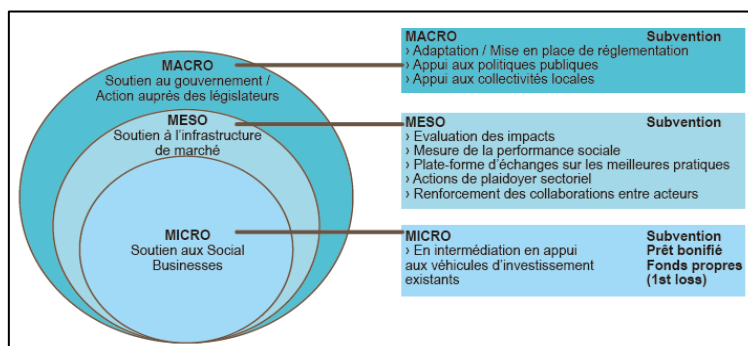 MACRO
Soutien au gouvernement /
Action auprès des législateurs
MESO
Soutien à l'infrastructure
de marché
MICRO
Soutien aux Social
Businesses
MACRO Subvention
› Adaptation / Mise en place de réglementation
› Appui aux politiques publiques
› Appui aux collectivités locales
MESO Subvention
› Evaluation des impacts
› Mesure de la performance sociale
› Plate-forme d'échanges sur les meilleures pratiques
› Actions de plaidoyer sectoriel
› Renforcement des collaborations entre acteurs
MICRO Subvention
› En intermédiation en appui Prêt bonifié
aux véhicules d'investissement Fonds propres
existants (1st loss)